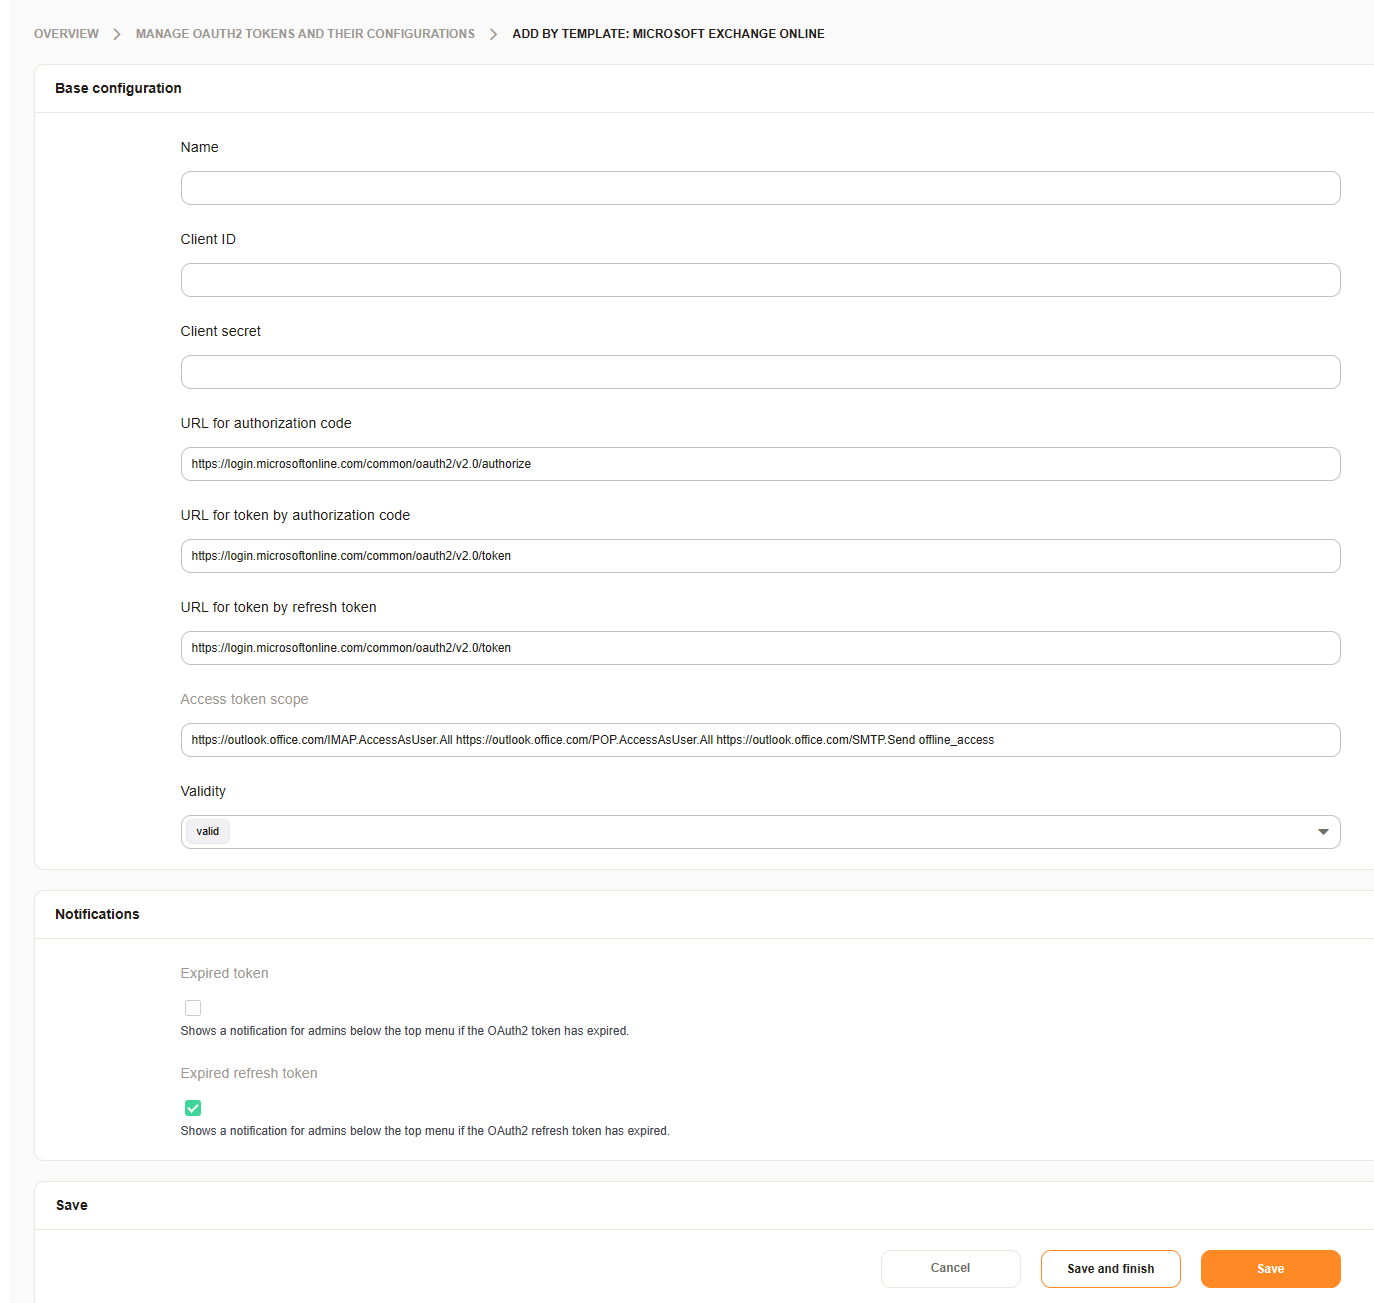 OVERVIEW > MANAGE OAUTH2 TOKENS AND THEIR CONFIGURATIONS > ADD BY TEMPLATE: MICROSOFT EXCHANGE ONLINE
Base configuration
Name
Client ID
Client secret
URL for authorization code
https://login.microsoftonline.com/common/oauth2/v2.0/authorize
URL for token by authorization code
https://login.microsoftonline.com/common/oauth2/v2.0/token
URL for token by refresh token
https://login.microsoftonline.com/common/oauth2/v2.0/token
Access token scope
https://outlook.office.com/IMAP.AccessAsUser.All https://outlook.office.com/POP.AccessAsUser.All https://outlook.office.com/SMTP.Send offline_access
Validity
valid
Notifications
Expired token
Shows a notification for admins below the top menu if the OAuth2 token has expired.
Expired refresh token
Shows a notification for admins below the top menu if the OAuth2 refresh token has expired.
Save
Cancel Save and finish Save